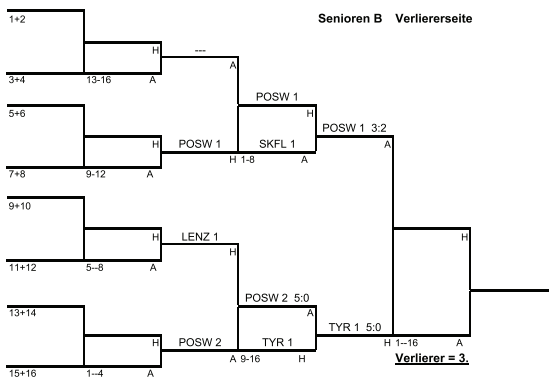 Senioren B Verliererseite
1+2
H
---
3+4 13-16 A
A
POSW 1
5+6
H
POSW 1 3:2
H POSW 1 SKFL 1 A
7+8 9-12 A H 1-8 A
9+10
H LENZ 1 H
11+12 5--8 A H
POSW 2 5:0
13+14 A
TYR 1 5:0
H POSW 2 TYR 1 H 1--16 A
15+16 1--4 A A 9-16 H
Verlierer = 3.